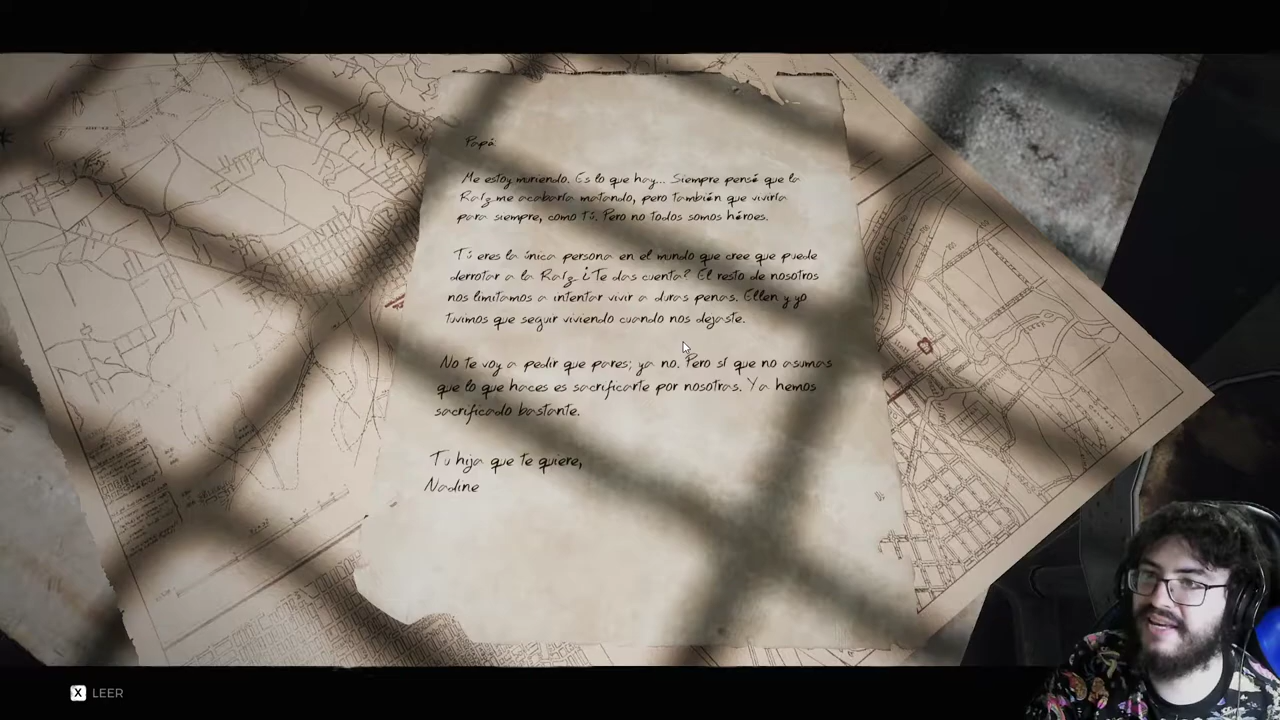 Papá:
Me estoy muriendo. Es lo que hay... Siempre pensé que la
Raíz me acabaría matando, pero también que viviría
para siempre, como tú. Pero no todos somos héroes.
Tú eres la única persona en el mundo que cree que puede
derrotar a la Raíz. ¿Te das cuenta? El resto de nosotros
nos limitamos a intentar vivir a duras penas. Ellen y yo
tuvimos que seguir viviendo cuando nos dejaste.
No te voy a pedir que pares; ya no. Pero sí que no asumas
que lo que haces es sacrificarte por nosotras. Ya hemos
sacrificado bastante.
Tu hija que te quiere,
Nadine
X LEER